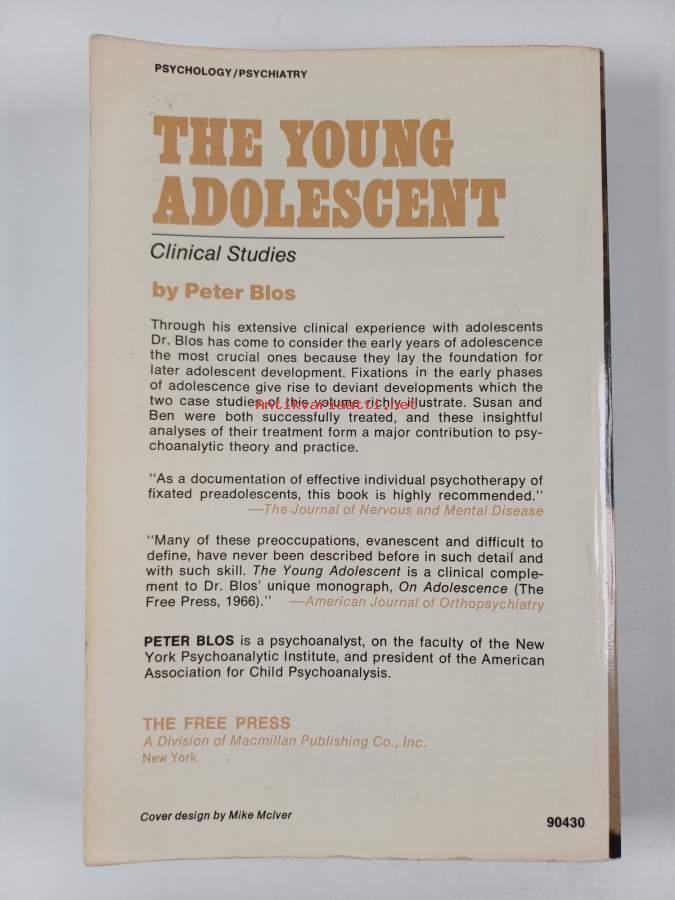 PSYCHOLOGY/PSYCHIATRY
THE YOUNG
ADOLESCENT
Clinical Studies
by Peter Blos
Through his extensive clinical experience with adolescents
Dr. Blos has come to consider the early years of adolescence
the most crucial ones because they lay the foundation for
later adolescent development. Fixations in the early phases
of adolescence give rise to deviant developments which the
two case studies of this volume richly illustrate. Susan and
Antikvariaatti.net
Ben were both successfully treated, and these insightful
analyses of their treatment form a major contribution to psy-
choanalytic theory and practice.
"As a documentation of effective individual psychotherapy of
fixated preadolescents, this book is highly recommended."
—The Journal of Nervous and Mental Disease
"Many of these preoccupations, evanescent and difficult to
define, have never been described before in such detail and
with such skill. The Young Adolescent is a clinical comple-
ment to Dr. Blos' unique monograph, On Adolescence (The
Free Press, 1966)." —American Journal of Orthopsychiatry
PETER BLOS is a psychoanalyst, on the faculty of the New
York Psychoanalytic Institute, and president of the American
Association for Child Psychoanalysis.
THE FREE PRESS
A Division of Macmillan Publishing Co., Inc.
New York
Cover design by Mike McIver
90430